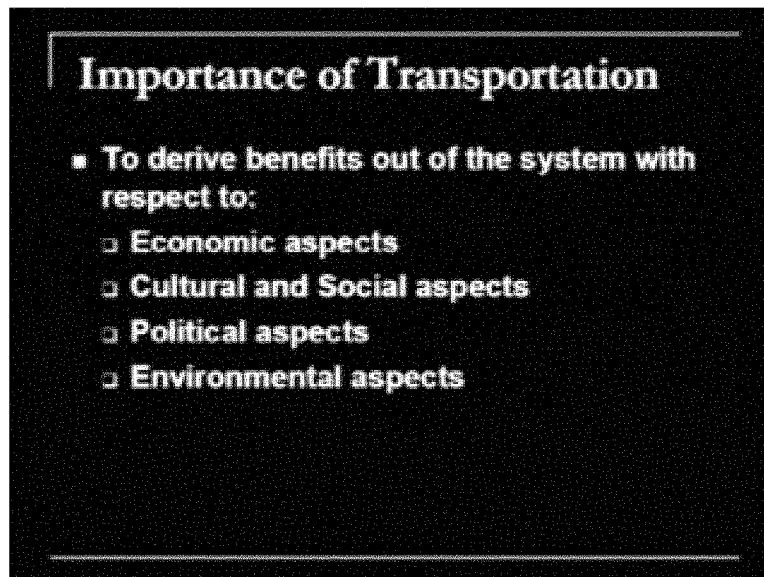 Importance of Transportation
To derive benefits out of the system with
respect to:
Economic aspects
Cultural and Social aspects
Political aspects
Environmental aspects